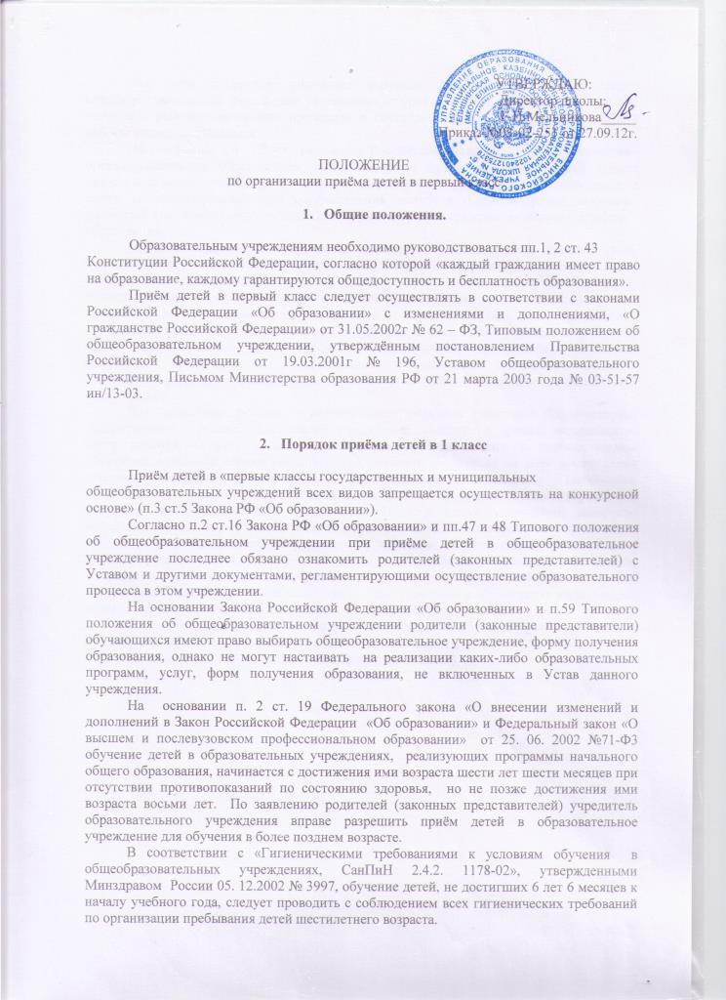 УТВЕРЖДАЮ:
Директор школы:
Мельникова
от 27.09.12г.
ПОЛОЖЕНИЕ
по организации приёма детей в первый класс
1. Общие положения.
Образовательным учреждениям необходимо руководствоваться пп.1, 2 ст. 43
Конституции Российской Федерации, согласно которой «каждый гражданин имеет право
на образование, каждому гарантируются общедоступность и бесплатность образования».
Приём детей в первый класс следует осуществлять в соответствии с законами
Российской Федерации «Об образовании» с изменениями и дополнениями, «О
гражданстве Российской Федерации» от 31.05.2002г № 62 – ФЗ, Типовым положением об
общеобразовательном учреждении, утверждённым постановлением Правительства
Российской Федерации от 19.03.2001г № 196, Уставом общеобразовательного
учреждения, Письмом Министерства образования РФ от 21 марта 2003 года № 03-51-57
ин/13-03.
2. Порядок приёма детей в 1 класс
Приём детей в «первые классы государственных и муниципальных
общеобразовательных учреждений всех видов запрещается осуществлять на конкурсной
основе» (п.3 ст.5 Закона РФ «Об образовании»).
Согласно п.2 ст.16 Закона РФ «Об образовании» и пп.47 и 48 Типового положения
об общеобразовательном учреждении при приёме детей в общеобразовательное
учреждение последнее обязано ознакомить родителей (законных представителей) с
Уставом и другими документами, регламентирующими осуществление образовательного
процесса в этом учреждении.
На основании Закона Российской Федерации «Об образовании» и п.59 Типового
положения об общеобразовательном учреждении родители (законные представители)
обучающихся имеют право выбирать общеобразовательное учреждение, форму получения
образования, однако не могут настаивать на реализации каких-либо образовательных
программ, услуг, форм получения образования, не включенных в Устав данного
учреждения.
На основании п. 2 ст. 19 Федерального закона «О внесении изменений и
дополнений в Закон Российской Федерации «Об образовании» и Федеральный закон «О
высшем и послевузовском профессиональном образовании» от 25. 06. 2002 №71-ФЗ
обучение детей в образовательных учреждениях, реализующих программы начального
общего образования, начинается с достижения ими возраста шести лет шести месяцев при
отсутствии противопоказаний по состоянию здоровья, но не позже достижения ими
возраста восьми лет. По заявлению родителей (законных представителей) учредитель
образовательного учреждения вправе разрешить приём детей в образовательное
учреждение для обучения в более позднем возрасте.
В соответствии с «Гигиеническими требованиями к условиям обучения в
общеобразовательных учреждениях, СанПиН 2.4.2. 1178-02», утвержденными
Минздравом России 05. 12.2002 № 3997, обучение детей, не достигших 6 лет 6 месяцев к
началу учебного года, следует проводить с соблюдением всех гигиенических требований
по организации пребывания детей шестилетнего возраста.